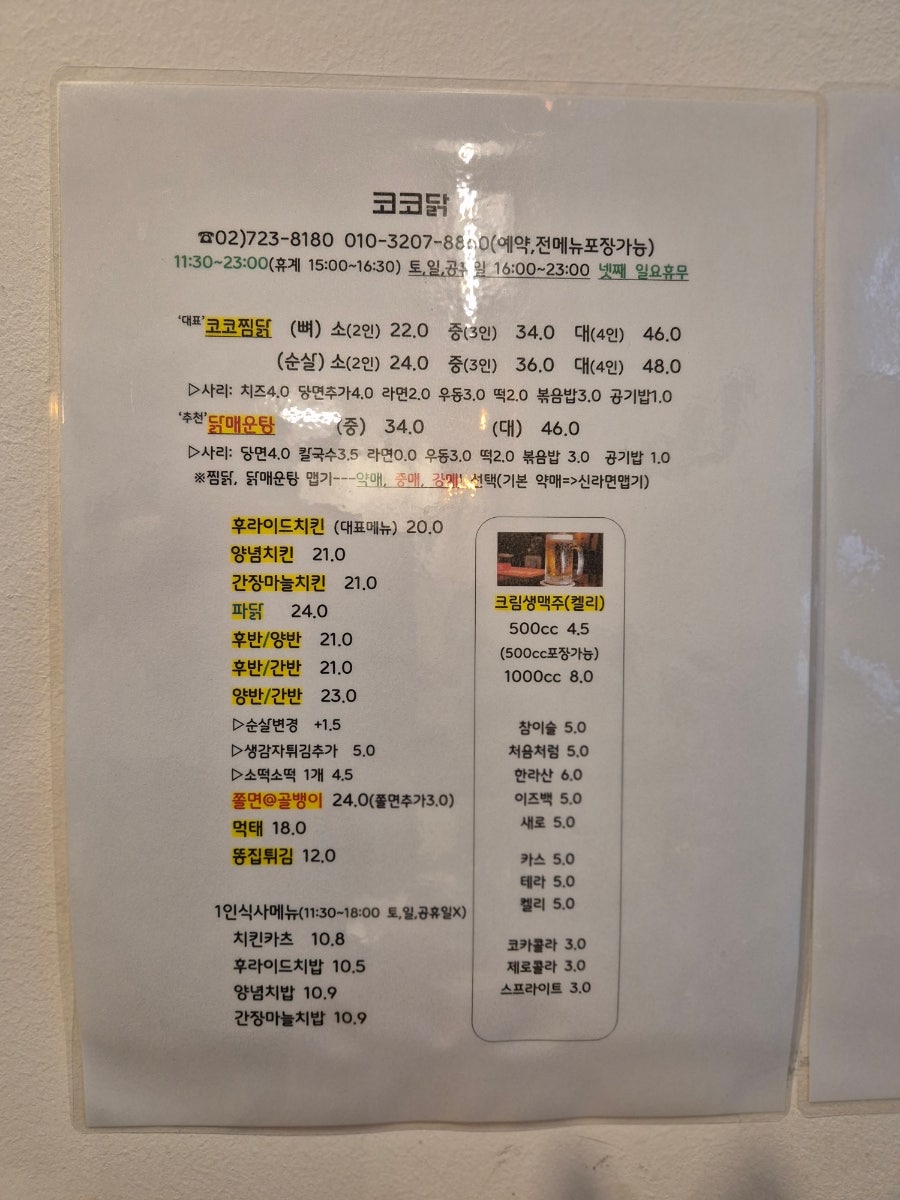 코코닭
☎02)723-8180 010-3207-8860(예약,전메뉴포장가능)
11:30~23:00(휴계 15:00~16:30) 토,일,공휴일 16:00~23:00 넷째 일요휴무
'대표'코코찜닭 (뼈) 소(2인) 22.0 중(3인) 34.0 대(4인) 46.0
(순살) 소(2인) 24.0 중(3인) 36.0 대(4인) 48.0
▷사리: 치즈4.0 당면추가4.0 라면2.0 우동3.0 떡2.0 볶음밥3.0 공기밥1.0
'추천'닭매운탕 (중) 34.0 (대) 46.0
▷사리: 당면4.0 칼국수3.5 라면0.0 우동3.0 떡2.0 볶음밥 3.0 공기밥 1.0
※찜닭, 닭매운탕 맵기---약매, 중매, 강매! 선택(기본 약매=>신라면맵기)
후라이드치킨 (대표메뉴) 20.0
양념치킨 21.0
간장마늘치킨 21.0
파닭 24.0
후반/양반 21.0
후반/간반 21.0
양반/간반 23.0
▷순살변경 +1.5
▷생감자튀김추가 5.0
▷소떡소떡 1개 4.5
쫄면@골뱅이 24.0(쫄면추가3.0)
먹태 18.0
똥집튀김 12.0
1인식사메뉴(11:30~18:00 토,일,공휴일X)
치킨카츠 10.8
후라이드치밥 10.5
양념치밥 10.9
간장마늘치밥 10.9
크림생맥주(켈리)
500cc 4.5
(500cc포장가능)
1000cc 8.0
참이슬 5.0
처음처럼 5.0
한라산 6.0
이즈백 5.0
새로 5.0
카스 5.0
테라 5.0
켈리 5.0
코카콜라 3.0
제로콜라 3.0
스프라이트 3.0